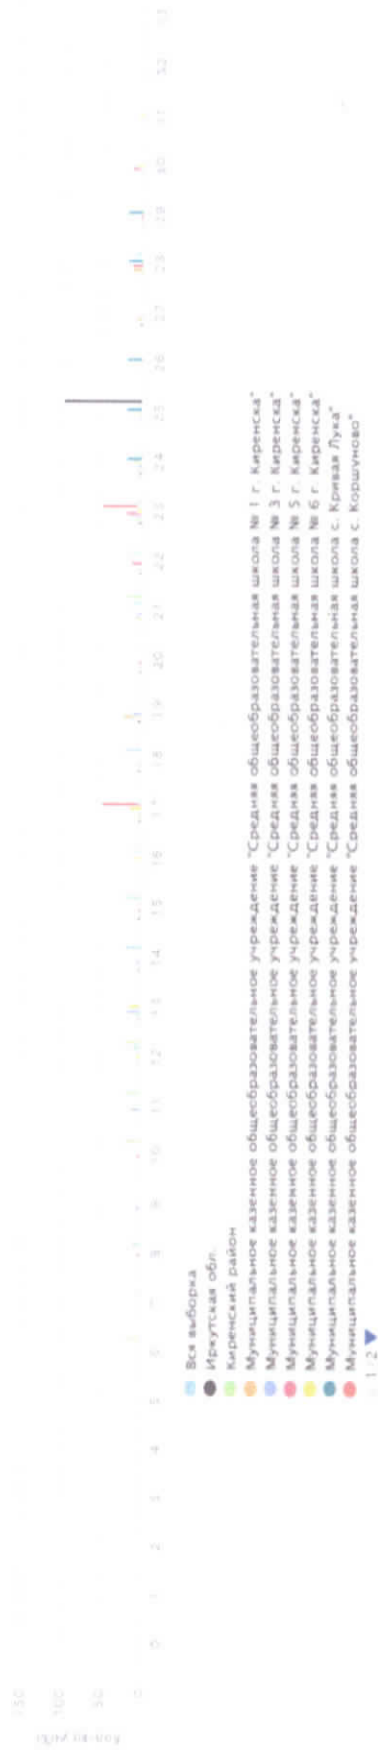 150
100
50
0
0 1 2 3 4 5 6 7 8 9 10 11 12 13 14 15 16 17 18 19 20 21 22 23 24 25 26 27 28 29 30 31 32 33
Вся выборка
Иркутская обл.
Киренский район
Муниципальное казенное общеобразовательное учреждение "Средняя общеобразовательная школа № 1 г. Киренска"
Муниципальное казенное общеобразовательное учреждение "Средняя общеобразовательная школа № 3 г. Киренска"
Муниципальное казенное общеобразовательное учреждение "Средняя общеобразовательная школа № 5 г. Киренска"
Муниципальное казенное общеобразовательное учреждение "Средняя общеобразовательная школа № 6 г. Киренска"
Муниципальное казенное общеобразовательное учреждение "Средняя общеобразовательная школа с. Кривая Лука"
Муниципальное казенное общеобразовательное учреждение "Средняя общеобразовательная школа с. Коршуново"
1/2